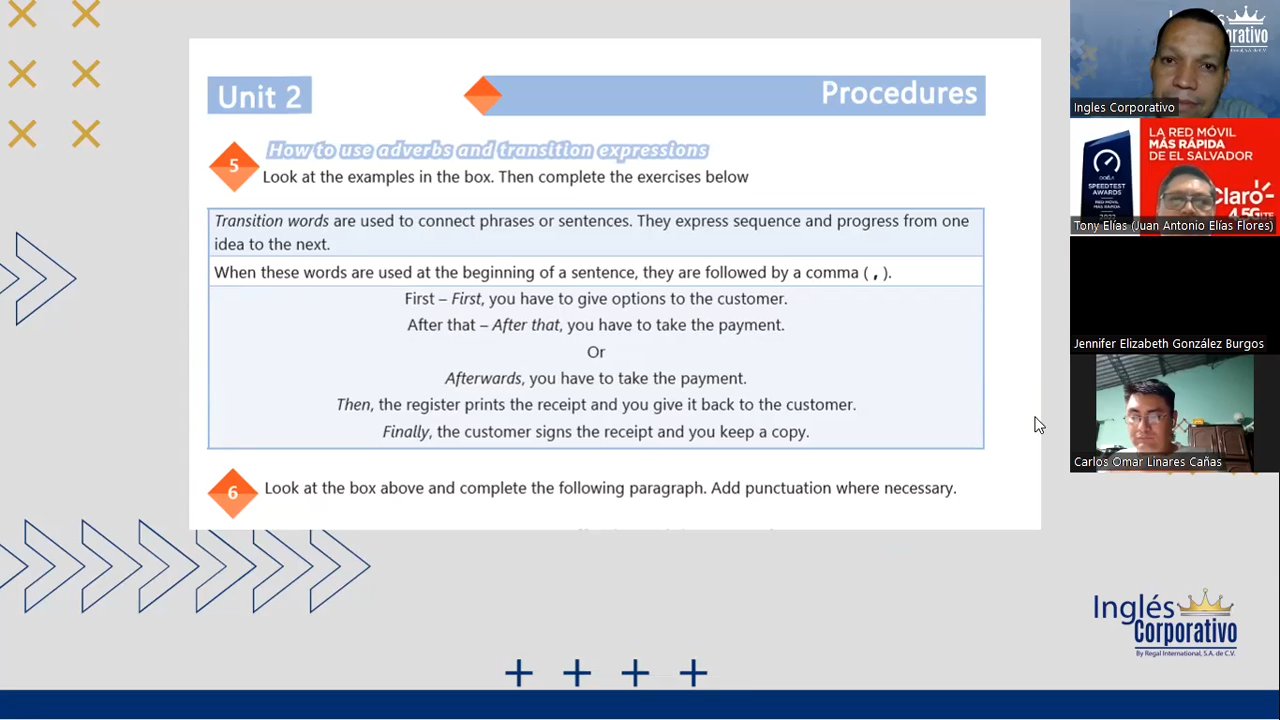 Unit 2
Procedures
5
How to use adverbs and transition expressions
Look at the examples in the box. Then complete the exercises below
Transition words are used to connect phrases or sentences. They express sequence and progress from one
idea to the next.
When these words are used at the beginning of a sentence, they are followed by a comma ( , ).
First – First, you have to give options to the customer.
After that – After that, you have to take the payment.
Or
Afterwards, you have to take the payment.
Then, the register prints the receipt and you give it back to the customer.
Finally, the customer signs the receipt and you keep a copy.
6
Look at the box above and complete the following paragraph. Add punctuation where necessary.
Inglés
Corporativo
By Regal International, S.A. de C.V.
Ingles Corporativo
LA RED MÓVIL
MÁS RÁPIDA
DE EL SALVADOR
SPEEDTEST
AWARDS
Claro
4.5G LTE
Tony Elías (Juan Antonio Elías Flores)
Jennifer Elizabeth González Burgos
Carlos Omar Linares Cañas